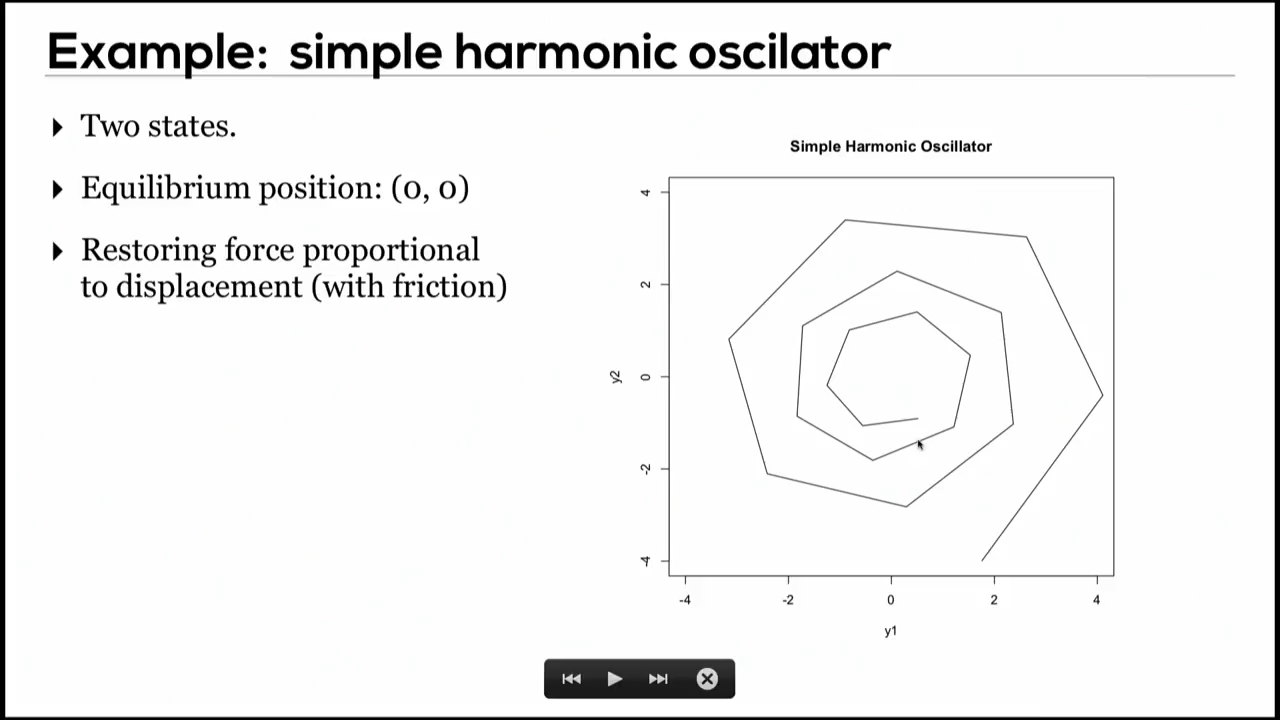 Example: simple harmonic oscilator
Two states.
Equilibrium position: (0, 0)
Restoring force proportional
to displacement (with friction)
Simple Harmonic Oscillator
4
2
0
-2
-4
y2
-4 -2 0 2 4
y1